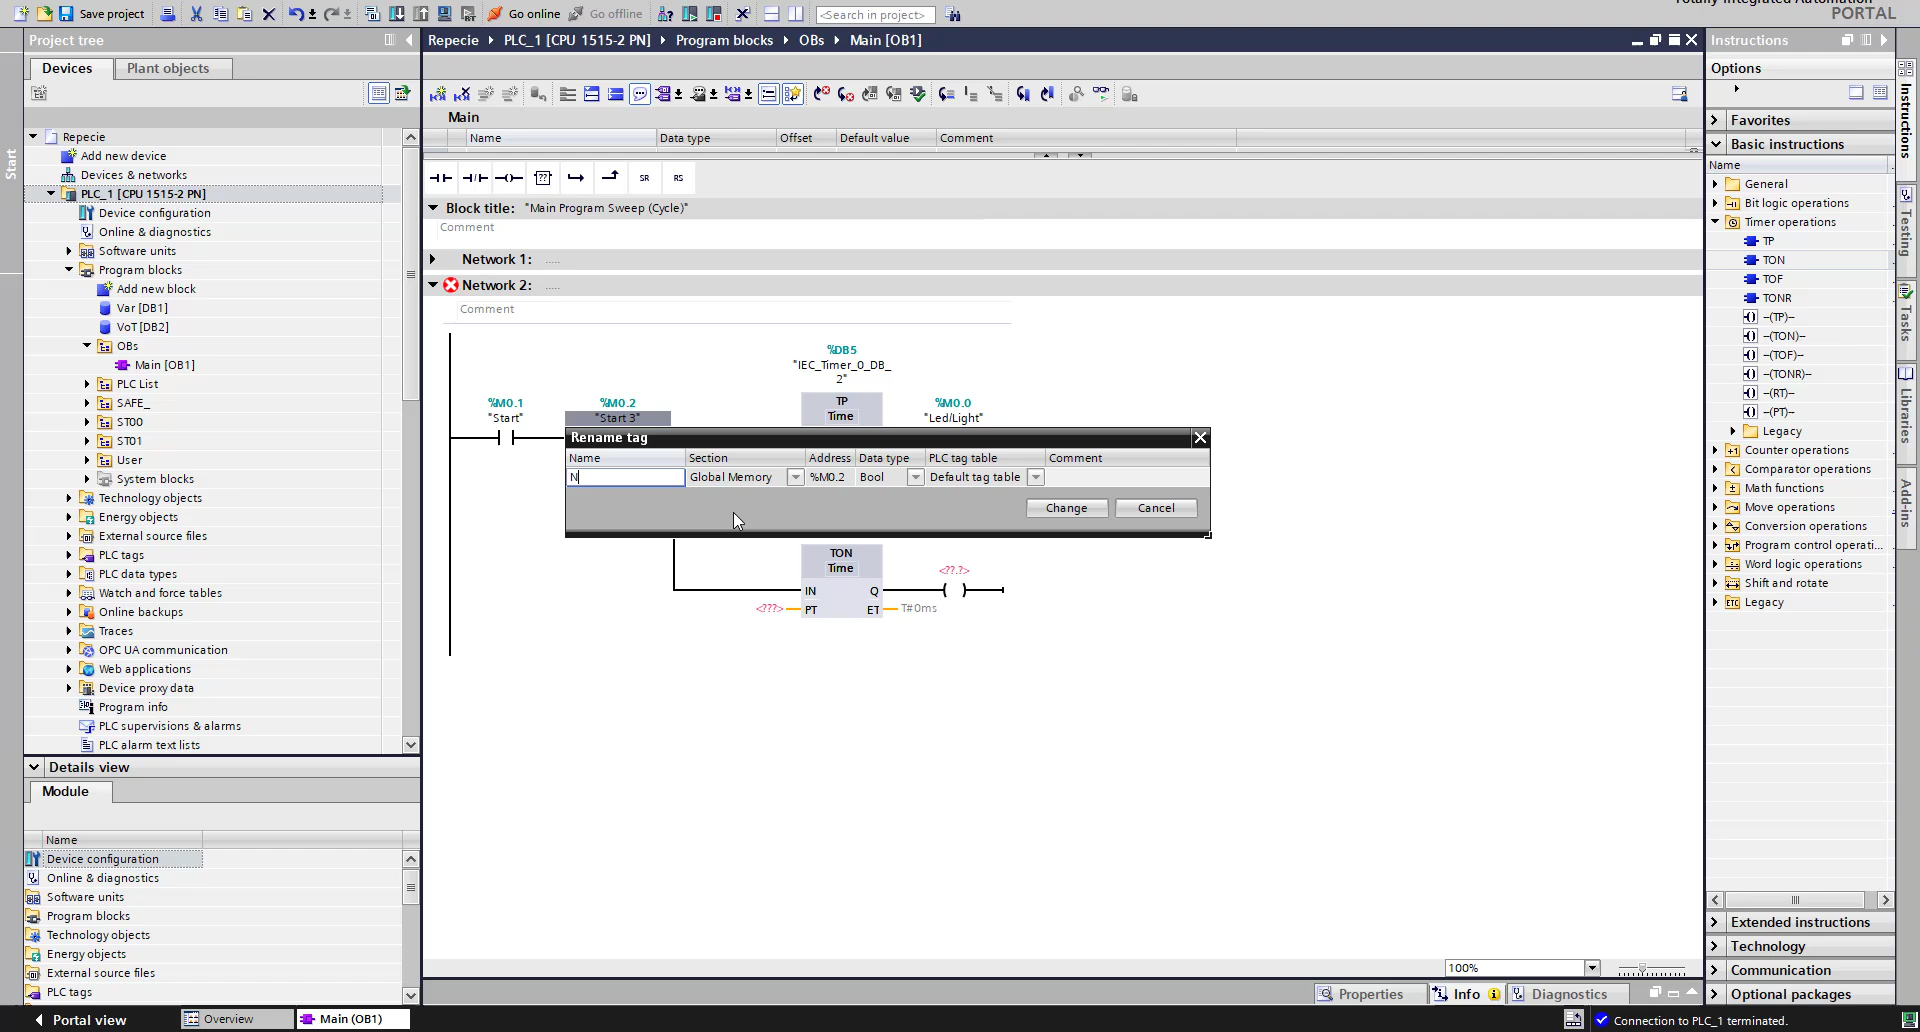 Save project
Go online
Go offline
<Search in project>
Totally Integrated Automation
PORTAL
Project tree
Repecie
PLC_1 [CPU 1515-2 PN]
Program blocks
OBs
Main [OB1]
Instructions
Devices
Plant objects
Options
Start
Repecie
Add new device
Devices & networks
PLC_1 [CPU 1515-2 PN]
Device configuration
Online & diagnostics
Software units
Program blocks
Add new block
Var [DB1]
VoT [DB2]
OBs
Main [OB1]
PLC List
SAFE_
ST00
ST01
User
System blocks
Technology objects
Energy objects
External source files
PLC tags
PLC data types
Watch and force tables
Online backups
Traces
OPC UA communication
Web applications
Device proxy data
Program info
PLC supervisions & alarms
PLC alarm text lists
Details view
Module
Name
Device configuration
Online & diagnostics
Software units
Program blocks
Technology objects
Energy objects
External source files
PLC tags
Main
Name Data type Offset Default value Comment
SR RS
Block title: "Main Program Sweep (Cycle)"
Comment
Network 1: .....
Network 2: .....
Comment
%DB5
"IEC_Timer_0_DB_
2"
%M0.1
"Start"
%M0.2
"Start 3"
TP
Time
%M0.0
"Led/Light"
Rename tag
Name Section Address Data type PLC tag table Comment
N Global Memory %M0.2 Bool Default tag table
Change Cancel
TON
Time
<??.?>
IN Q
<???> PT ET T#0ms
100%
Properties
Info
Diagnostics
Favorites
Basic instructions
Name
General
Bit logic operations
Timer operations
TP
TON
TOF
TONR
-(TP)-
-(TON)-
-(TOF)-
-(TONR)-
-(RT)-
-(PT)-
Legacy
Counter operations
Comparator operations
Math functions
Move operations
Conversion operations
Program control operati...
Word logic operations
Shift and rotate
Legacy
Extended instructions
Technology
Communication
Optional packages
Instructions
Testing
Tasks
Libraries
Add-ins
Portal view
Overview
Main (OB1)
Connection to PLC_1 terminated.